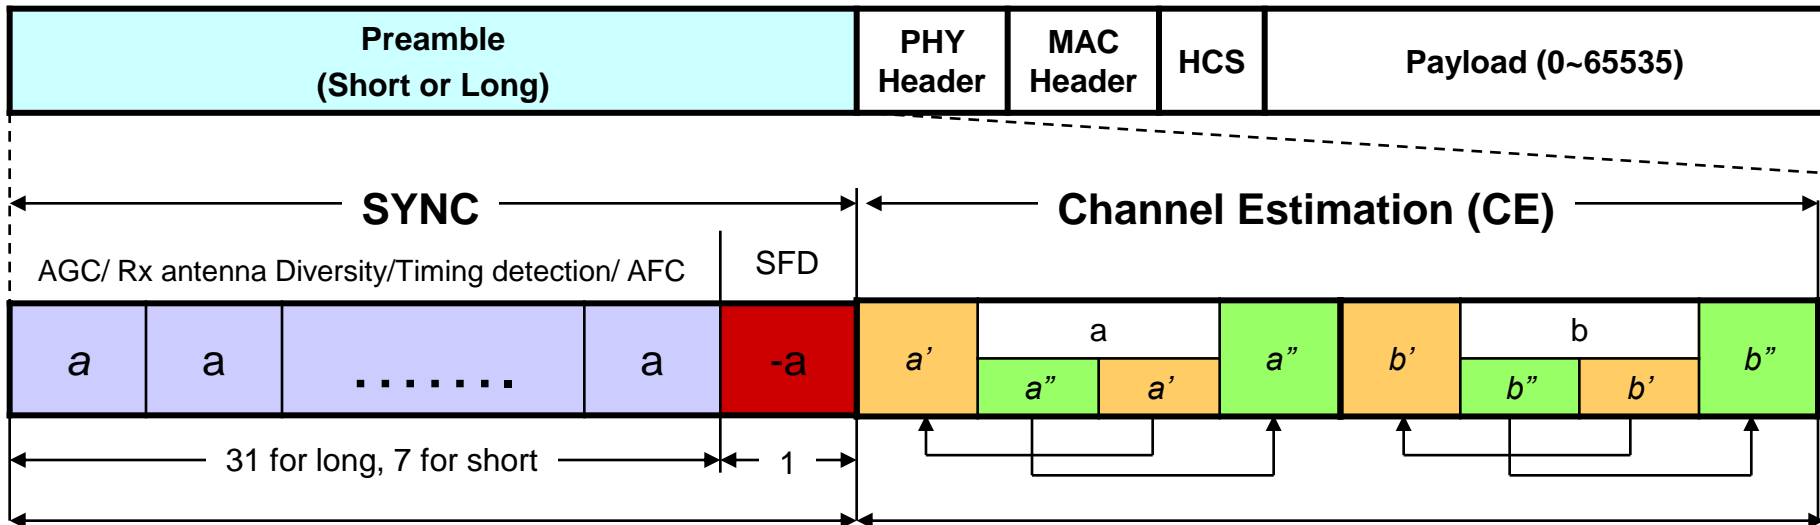 Preamble
(Short or Long)
PHY
Header
MAC
Header
HCS
Payload (0~65535)
SYNC
Channel Estimation (CE)
AGC/ Rx antenna Diversity/Timing detection/ AFC
SFD
a
a
.......
a
-a
a’
a
a”
a’
a”
b’
b
b”
b’
b”
31 for long, 7 for short
1